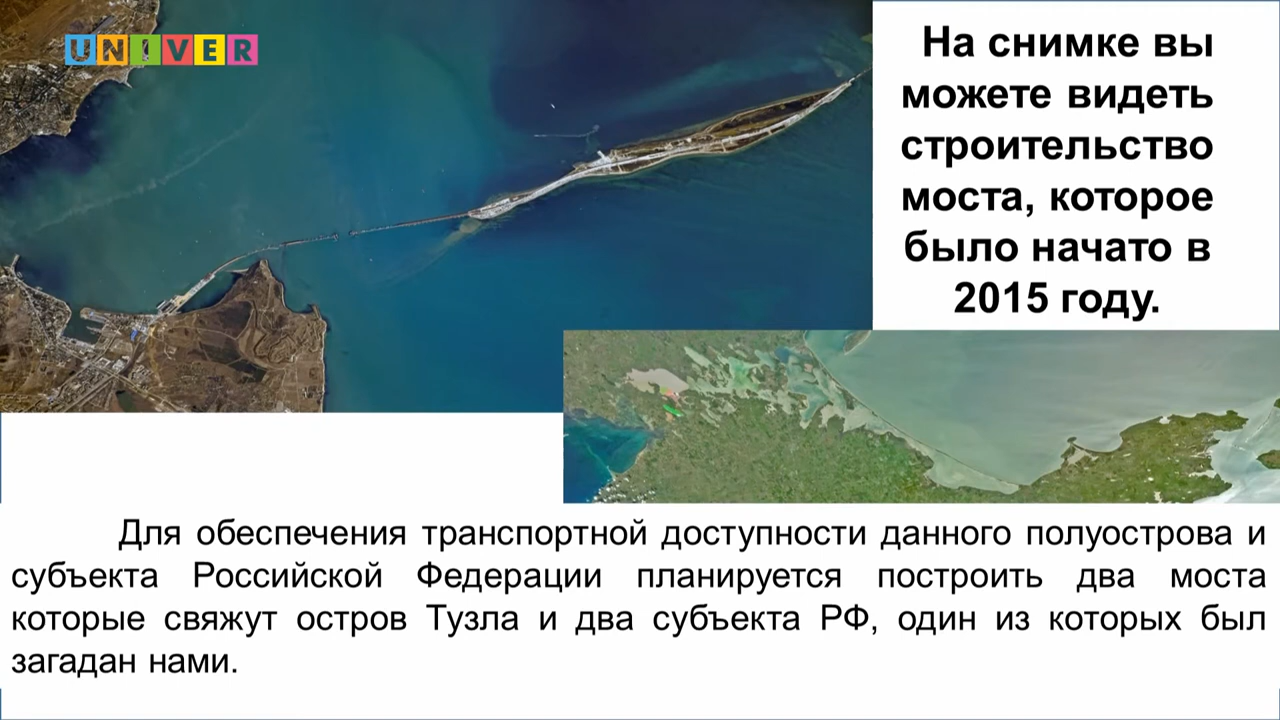 UNIVER
На снимке вы
можете видеть
строительство
моста, которое
было начато в
2015 году.
Для обеспечения транспортной доступности данного полуострова и
субъекта Российской Федерации планируется построить два моста
которые свяжут остров Тузла и два субъекта РФ, один из которых был
загадан нами.